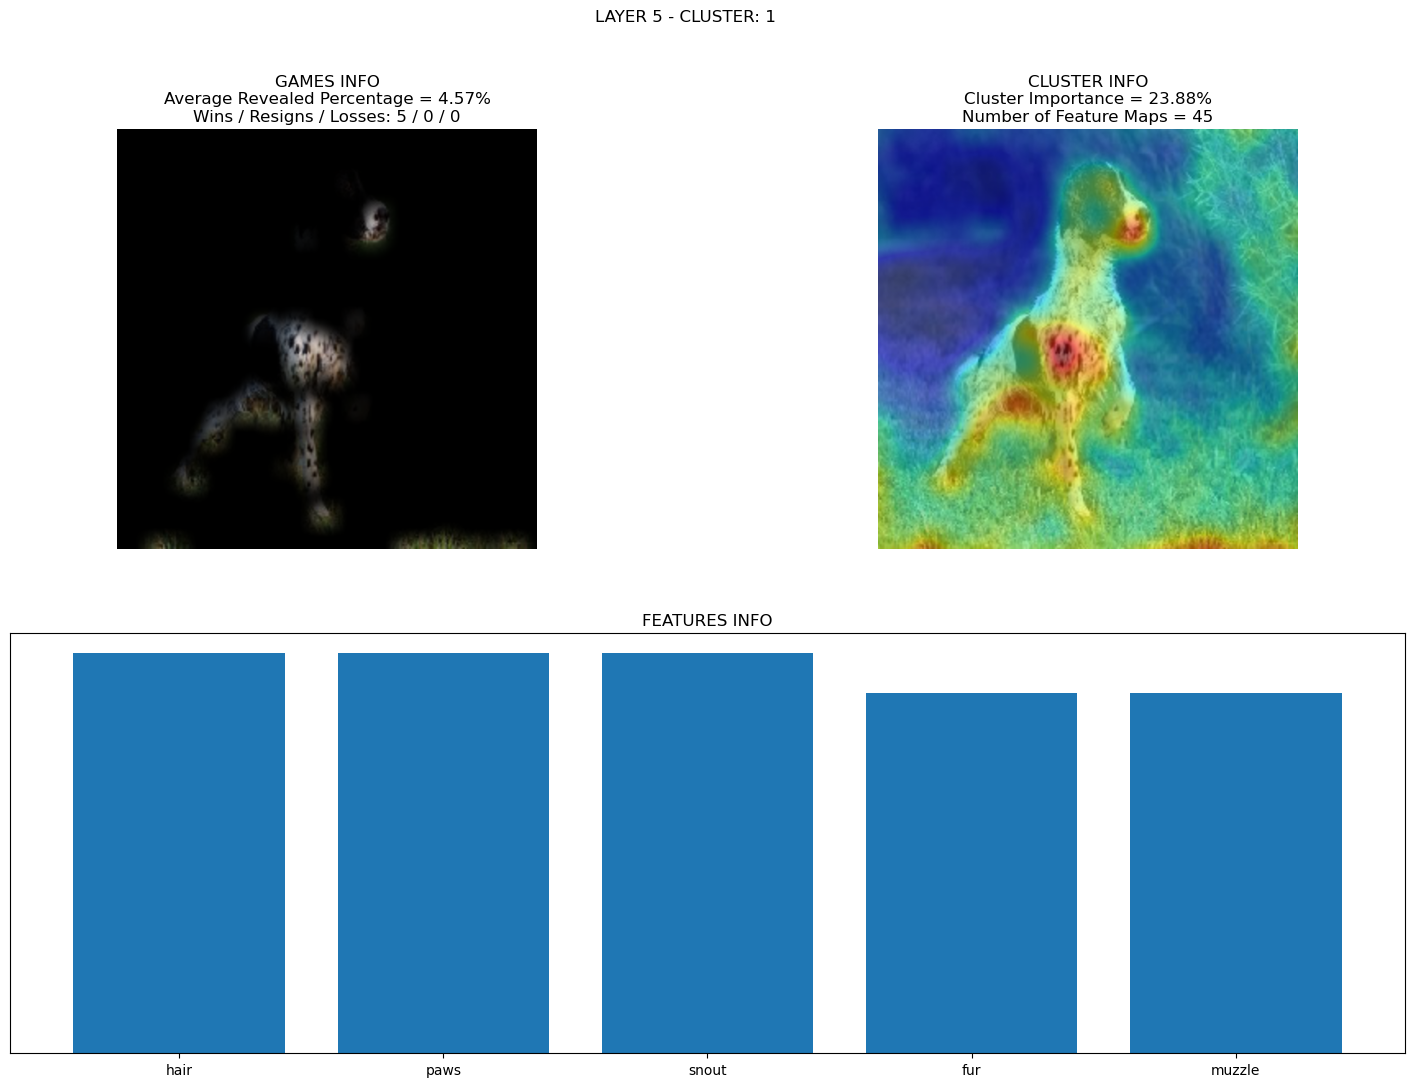 LAYER 5 - CLUSTER: 1
GAMES INFO
Average Revealed Percentage = 4.57%
Wins / Resigns / Losses: 5 / 0 / 0
CLUSTER INFO
Cluster Importance = 23.88%
Number of Feature Maps = 45
FEATURES INFO
hair
paws
snout
fur
muzzle